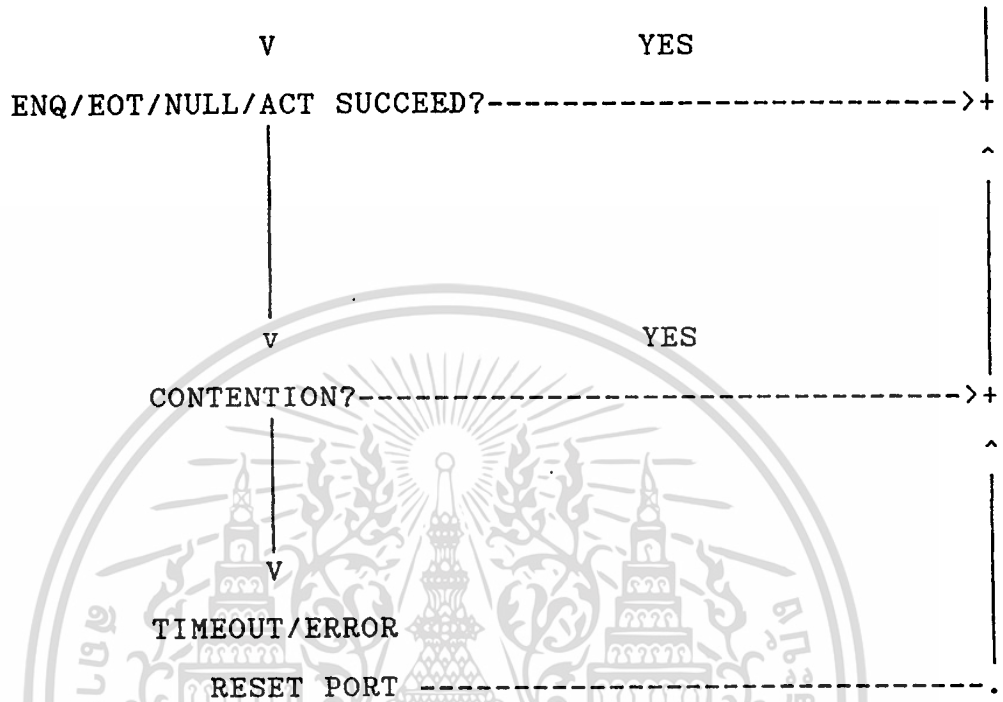 V YES
ENQ/EOT/NULL/ACT SUCCEED?-------------------------->+
^
v YES
CONTENTION?--------------------------------->+
^
V
TIMEOUT/ERROR
RESET PORT -------------------------------.